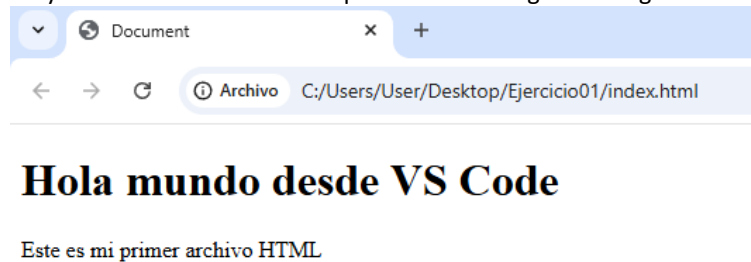 Document
Archivo C:/Users/User/Desktop/Ejercicio01/index.html
Hola mundo desde VS Code
Este es mi primer archivo HTML